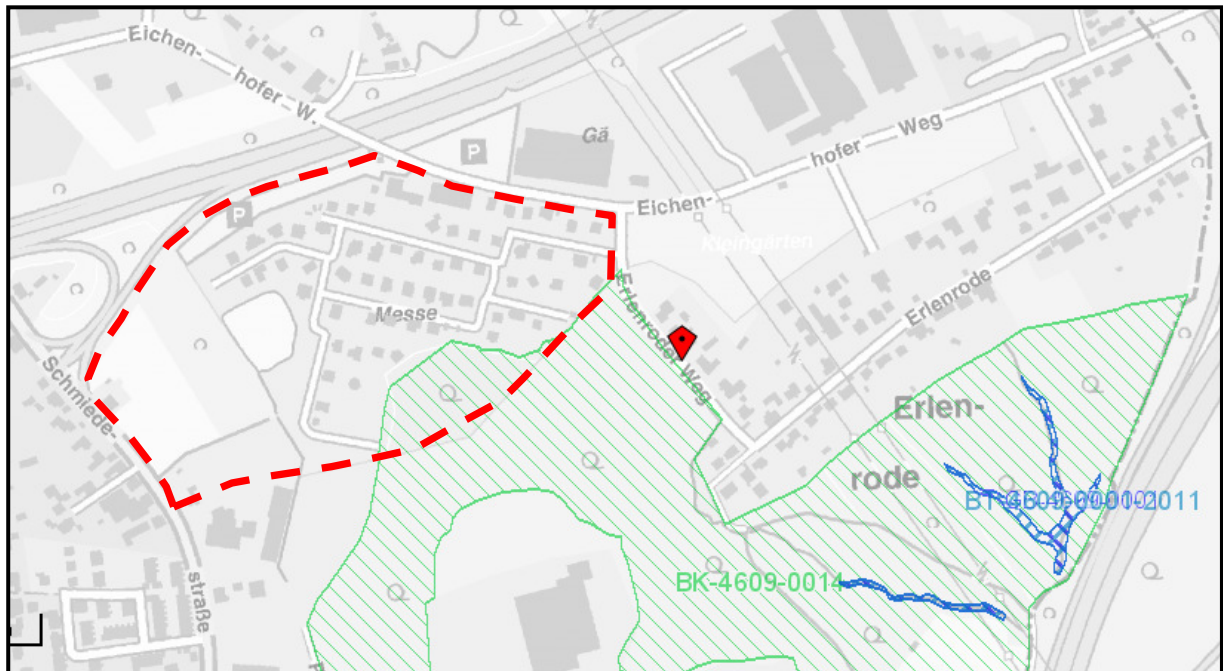 Eichen-
hofer - W.
P
Gä
hofer Weg
Eichen-
P
Kleingärten
Messe
Erlenroder Weg
Erlenrode
Schmiede-
straße
Erlen-
rode
BK-4609-0014